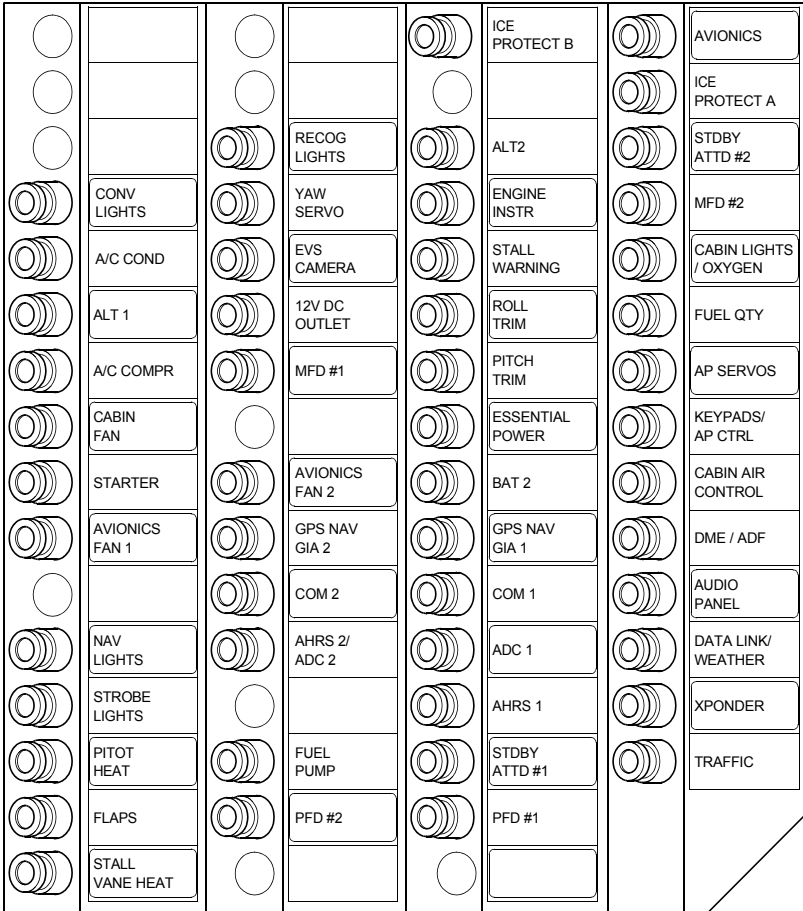 CONV
LIGHTS
A/C COND
ALT 1
A/C COMPR
CABIN
FAN
STARTER
AVIONICS
FAN 1
NAV
LIGHTS
STROBE
LIGHTS
PITOT
HEAT
FLAPS
STALL
VANE HEAT
RECOG
LIGHTS
YAW
SERVO
EVS
CAMERA
12V DC
OUTLET
MFD #1
AVIONICS
FAN 2
GPS NAV
GIA 2
COM 2
AHRS 2/
ADC 2
FUEL
PUMP
PFD #2
ICE
PROTECT B
ALT2
ENGINE
INSTR
STALL
WARNING
ROLL
TRIM
PITCH
TRIM
ESSENTIAL
POWER
BAT 2
GPS NAV
GIA 1
COM 1
ADC 1
AHRS 1
STDBY
ATTD #1
PFD #1
AVIONICS
ICE
PROTECT A
STDBY
ATTD #2
MFD #2
CABIN LIGHTS
/ OXYGEN
FUEL QTY
AP SERVOS
KEYPADS/
AP CTRL
CABIN AIR
CONTROL
DME / ADF
AUDIO
PANEL
DATA LINK/
WEATHER
XPONDER
TRAFFIC